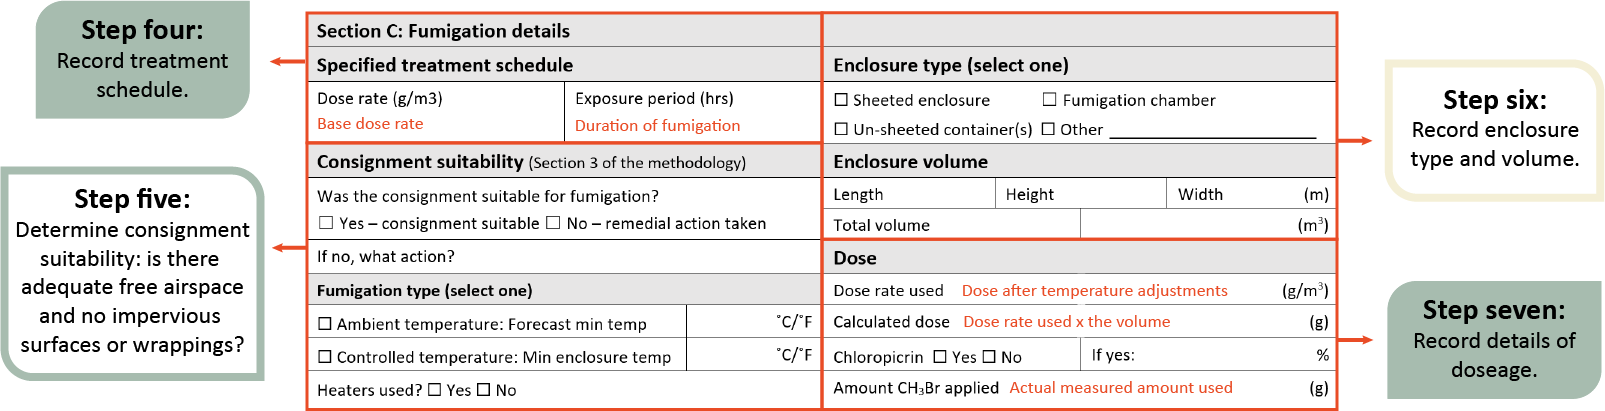 Step four:
Record treatment
schedule.
Step five:
Determine consignment
suitability: is there
adequate free airspace
and no impervious
surfaces or wrappings?
Section C: Fumigation details
Specified treatment schedule
Dose rate (g/m3)
Base dose rate
Exposure period (hrs)
Duration of fumigation
Consignment suitability (Section 3 of the methodology)
Was the consignment suitable for fumigation?
☐ Yes – consignment suitable ☐ No – remedial action taken
If no, what action?
Fumigation type (select one)
☐ Ambient temperature: Forecast min temp °C/°F
☐ Controlled temperature: Min enclosure temp °C/°F
Heaters used? ☐ Yes ☐ No
Enclosure type (select one)
☐ Sheeted enclosure ☐ Fumigation chamber
☐ Un-sheeted container(s) ☐ Other ____________________
Enclosure volume
Length Height Width (m)
Total volume (m³)
Dose
Dose rate used Dose after temperature adjustments (g/m³)
Calculated dose Dose rate used x the volume (g)
Chloropicrin ☐ Yes ☐ No If yes: %
Amount CH₃Br applied Actual measured amount used (g)
Step six:
Record enclosure
type and volume.
Step seven:
Record details of
doseage.